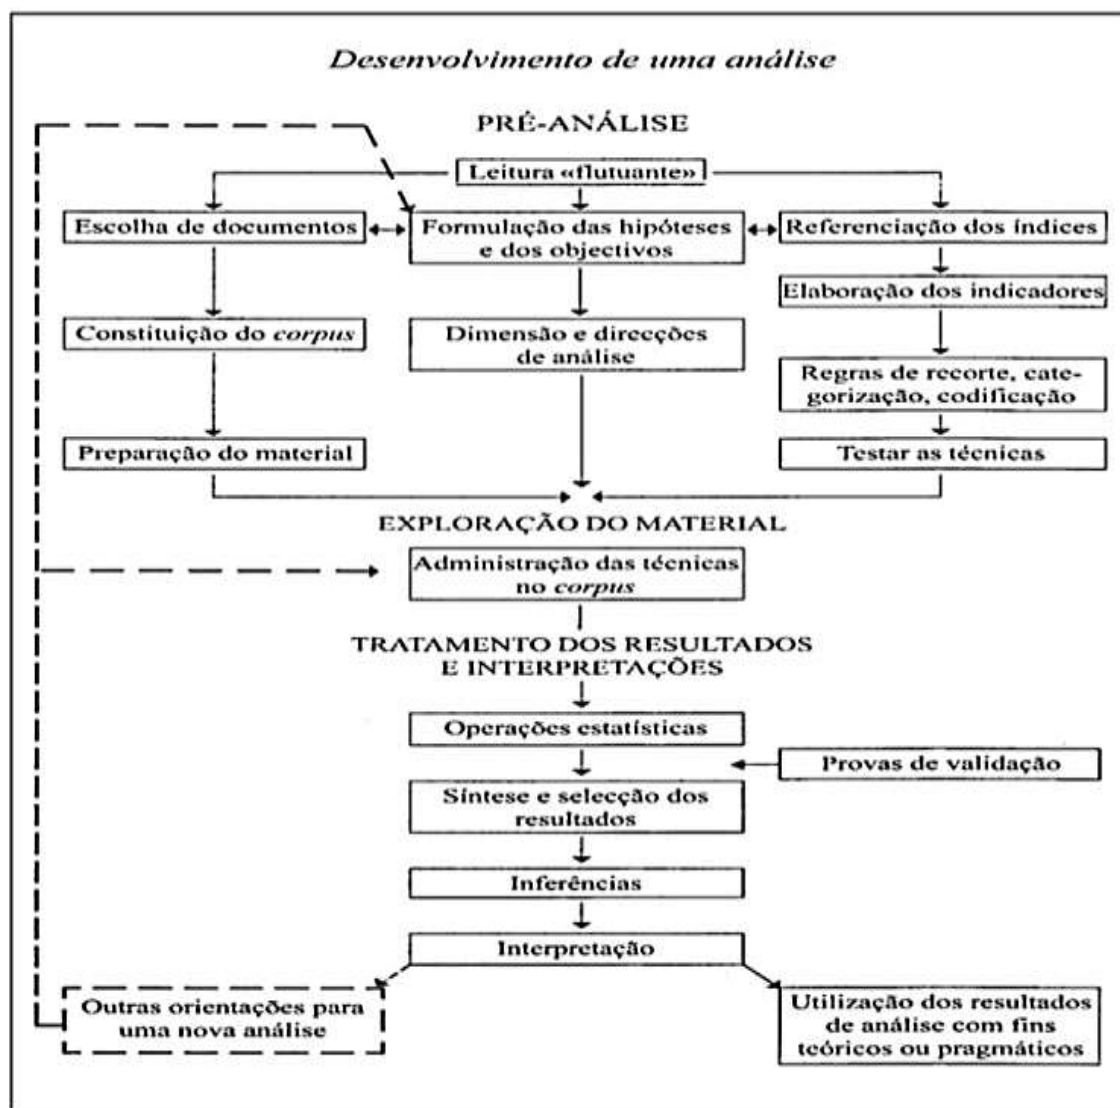 Desenvolvimento de uma análise
PRÉ-ANÁLISE
Leitura «flutuante»
Escolha de documentos
Formulação das hipóteses
e dos objectivos
Referenciação dos índices
Elaboração dos indicadores
Constituição do corpus
Dimensão e direcções
de análise
Regras de recorte, cate-
gorização, codificação
Preparação do material
Testar as técnicas
EXPLORAÇÃO DO MATERIAL
Administração das técnicas
no corpus
TRATAMENTO DOS RESULTADOS
E INTERPRETAÇÕES
Operações estatísticas
Provas de validação
Síntese e selecção dos
resultados
Inferências
Interpretação
Outras orientações para
uma nova análise
Utilização dos resultados
de análise com fins
teóricos ou pragmáticos